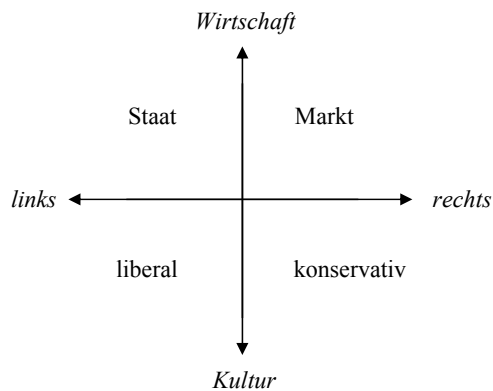 Wirtschaft
Staat
Markt
links
rechts
liberal
konservativ
Kultur